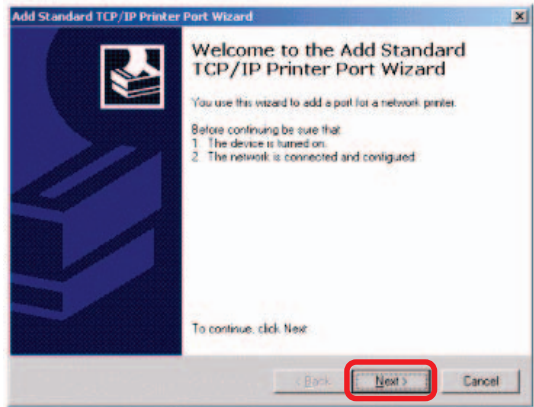 Add Standard TCP/IP Printer Port Wizard
Welcome to the Add Standard
TCP/IP Printer Port Wizard
You use this wizard to add a port for a network printer.
Before continuing be sure that:
1. The device is turned on.
2. The network is connected and configured.
To continue, click Next.
< Back
Next >
Cancel